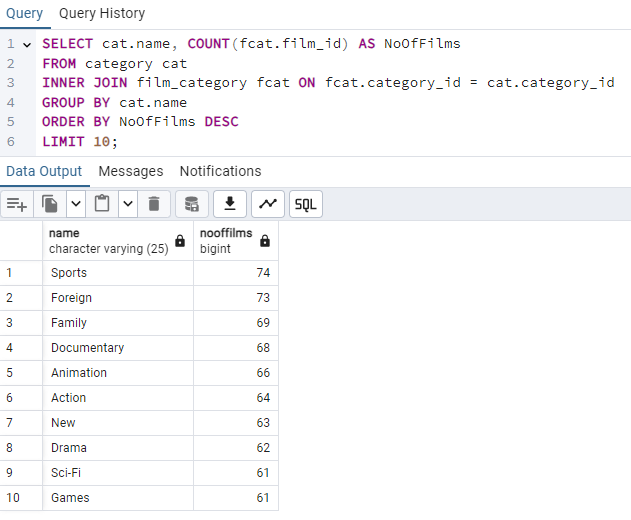 Query Query History
1 SELECT cat.name, COUNT(fcat.film_id) AS NoOfFilms
2 FROM category cat
3 INNER JOIN film_category fcat ON fcat.category_id = cat.category_id
4 GROUP BY cat.name
5 ORDER BY NoOfFilms DESC
6 LIMIT 10;
Data Output Messages Notifications
SQL
name nooffilms
character varying (25) bigint
1 Sports 74
2 Foreign 73
3 Family 69
4 Documentary 68
5 Animation 66
6 Action 64
7 New 63
8 Drama 62
9 Sci-Fi 61
10 Games 61